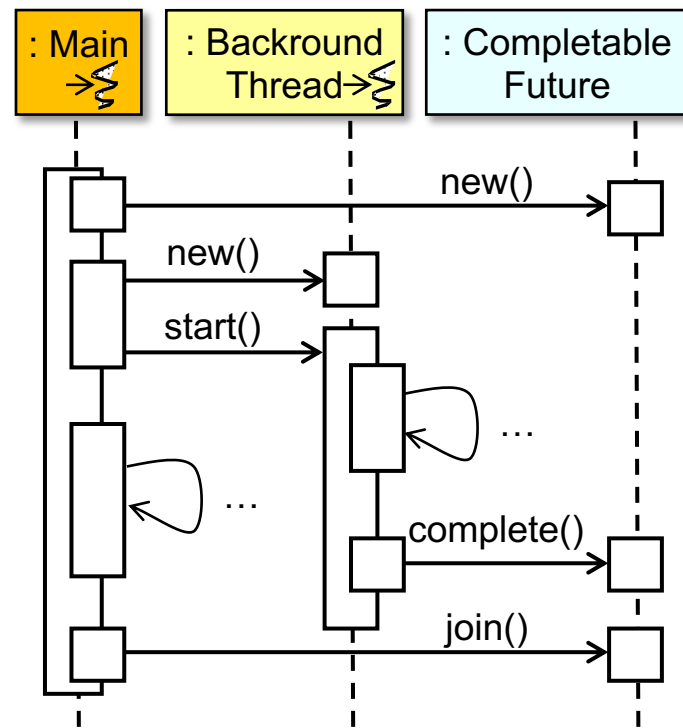 : Main
: Backround
Thread
: Completable
Future
new()
new()
start()
...
...
complete()
join()